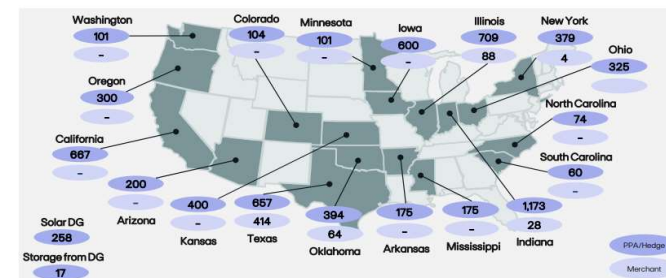 Washington
101
-
Colorado
104
-
Minnesota
101
-
Iowa
600
-
Illinois
709
88
New York
379
4
Ohio
325
-
Oregon
300
-
North Carolina
74
-
California
667
-
South Carolina
60
-
200
-
Arizona
400
-
Kansas
657
414
Texas
394
64
Oklahoma
175
-
Arkansas
175
-
Mississippi
1,173
28
Indiana
Solar DG
258
Storage from DG
17
PPA/Hedge
Merchant